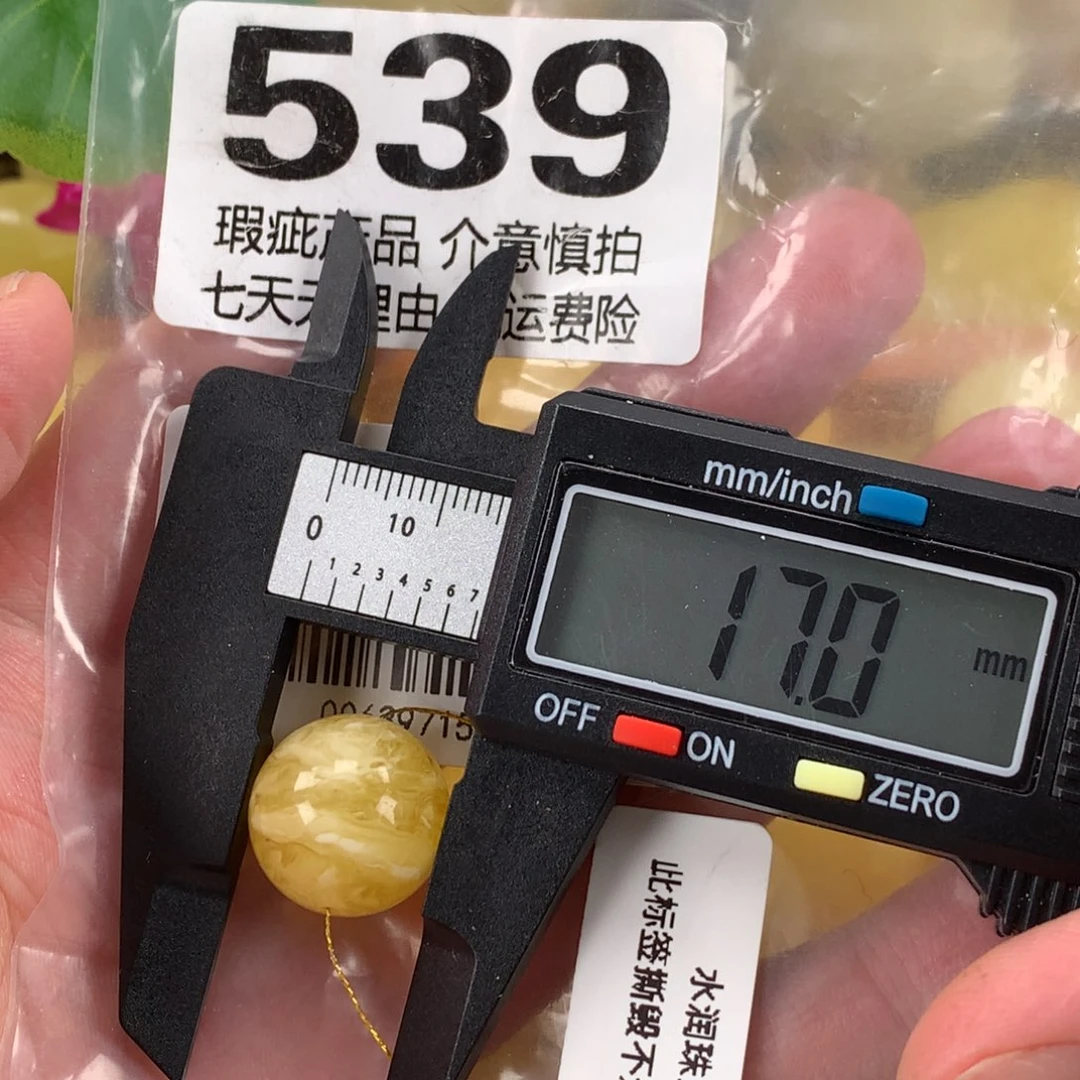 539
瑕疵产品 介意慎拍
七天无理由 运费险
mm/inch
0 10
1 2 3 4 5 6 7
17.0 mm
OFF ON
ZERO
水润珠
此标签撕毁不